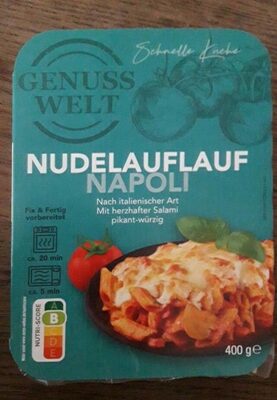 Schnelle Küche
GENUSS
WELT
NUDELAUFLAUF
NAPOLI
Nach italienischer Art
Mit herzhafter Salami
pikant-würzig
Fix & Fertig
vorbereitet
ca. 20 min
ca. 5 min
NUTRI-SCORE
A
B
C
D
E
400 g e